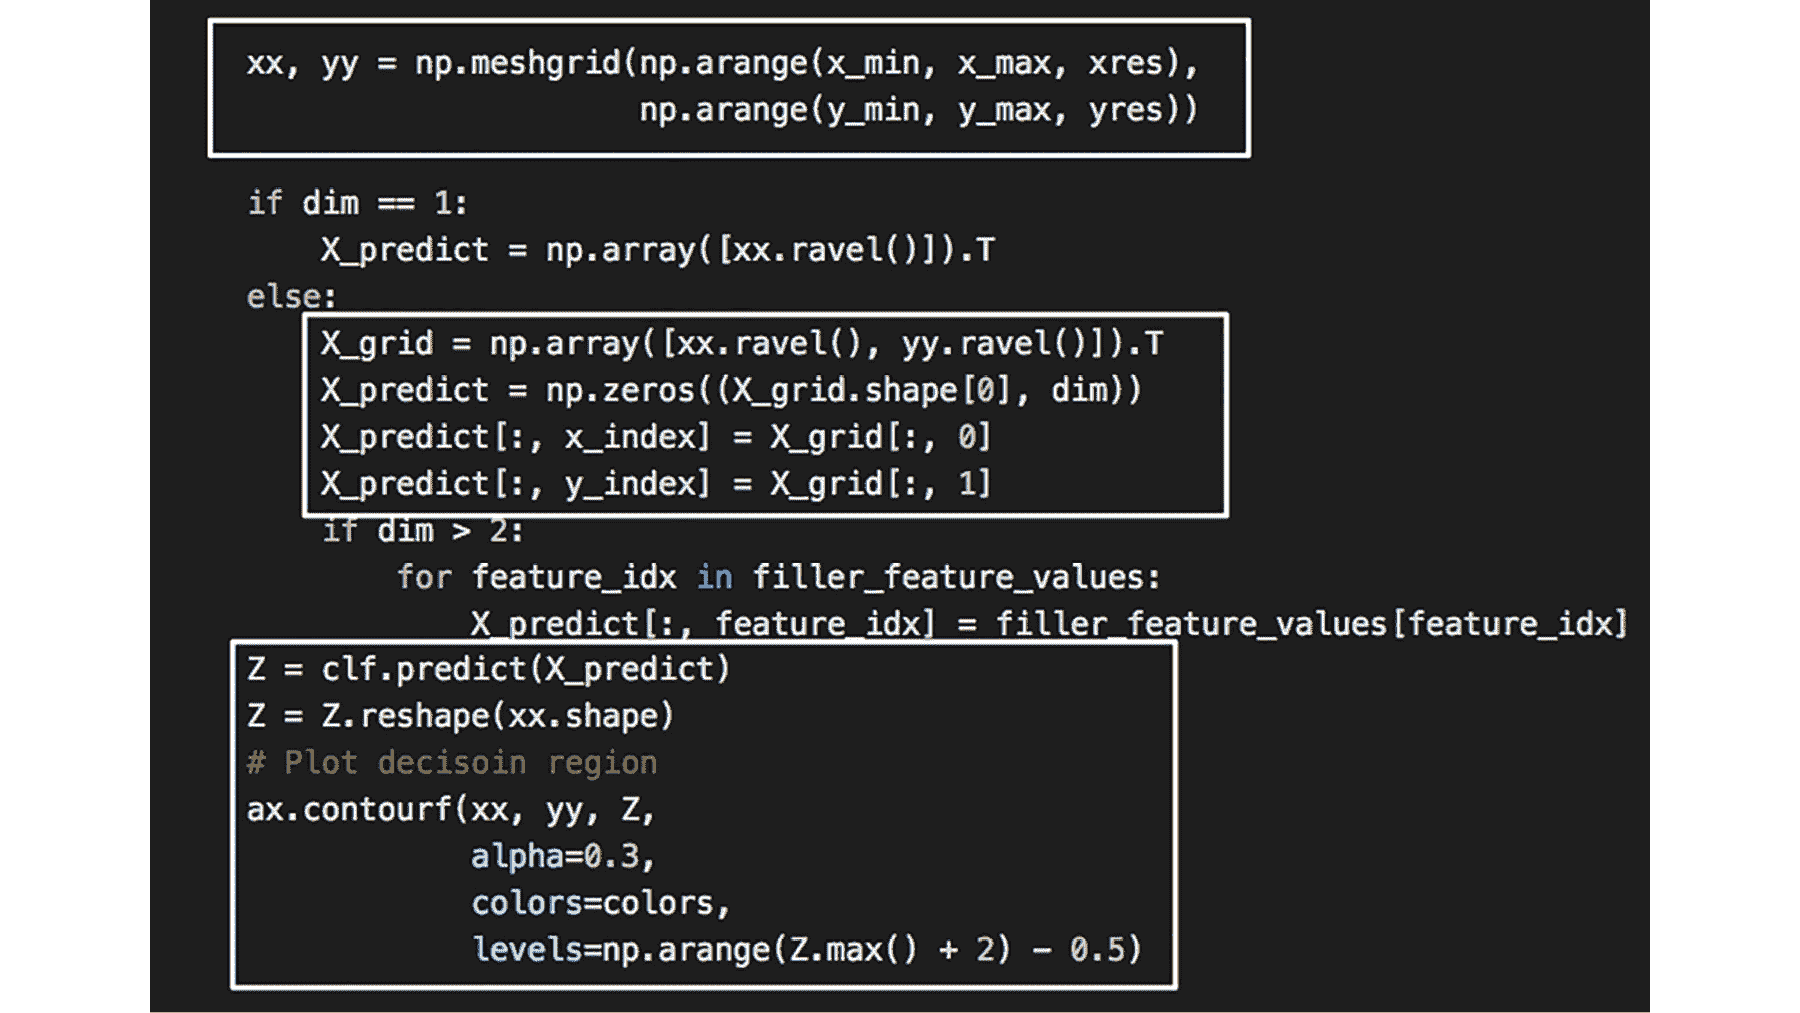 xx, yy = np.meshgrid(np.arange(x_min, x_max, xres),
                     np.arange(y_min, y_max, yres))
if dim == 1:
    X_predict = np.array([xx.ravel()]).T
else:
    X_grid = np.array([xx.ravel(), yy.ravel()]).T
    X_predict = np.zeros((X_grid.shape[0], dim))
    X_predict[:, x_index] = X_grid[:, 0]
    X_predict[:, y_index] = X_grid[:, 1]
    if dim > 2:
        for feature_idx in filler_feature_values:
            X_predict[:, feature_idx] = filler_feature_values[feature_idx]
Z = clf.predict(X_predict)
Z = Z.reshape(xx.shape)
# Plot decisoin region
ax.contourf(xx, yy, Z,
            alpha=0.3,
            colors=colors,
            levels=np.arange(Z.max() + 2) - 0.5)